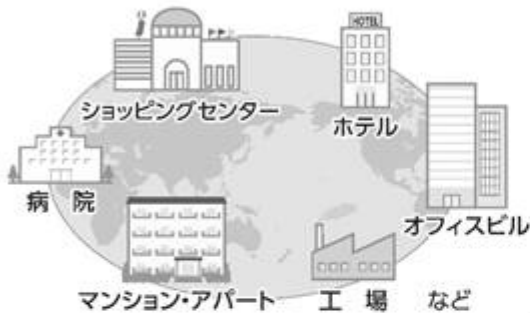 HOTEL
ショッピングセンター
ホテル
病 院
オフィスビル
マンション・アパート
工 場 など